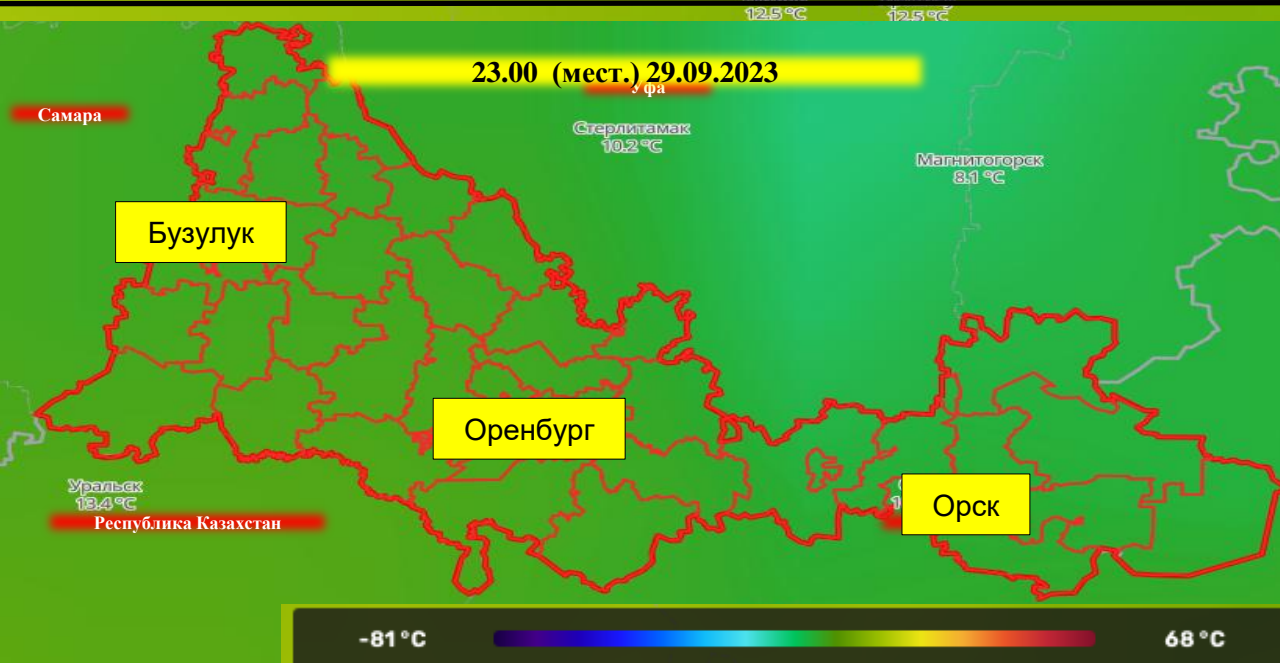 12.5 °C
12.5 °C
23.00 (мест.) 29.09.2023
Уфа
Самара
Стерлитамак
10.2 °C
Магнитогорск
8.1 °C
Бузулук
Оренбург
Уральск
13.4 °C
Орск
Республика Казахстан
-81 °C
68 °C